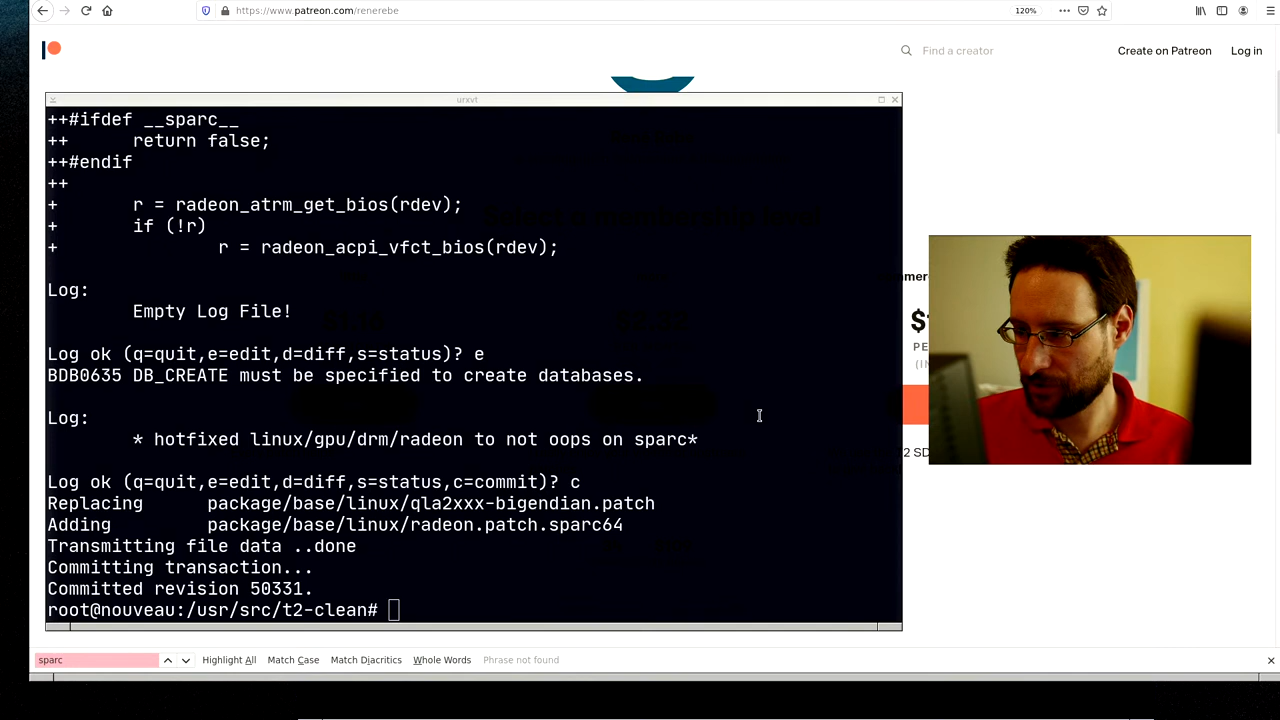 https://www.patreon.com/renerebe
120%
Find a creator
Create on Patreon
Log in
urxvt
++#ifdef __sparc__
++ return false;
++#endif
++
+ r = radeon_atrm_get_bios(rdev);
+ if (!r)
+ r = radeon_acpi_vfct_bios(rdev);
Log:
Empty Log File!
Log ok (q=quit,e=edit,d=diff,s=status)? e
BDB0635 DB_CREATE must be specified to create databases.
Log:
* hotfixed linux/gpu/drm/radeon to not oops on sparc*
Log ok (q=quit,e=edit,d=diff,s=status,c=commit)? c
Replacing package/base/linux/qla2xxx-bigendian.patch
Adding package/base/linux/radeon.patch.sparc64
Transmitting file data ..done
Committing transaction...
Committed revision 50331.
root@nouveau:/usr/src/t2-clean#
sparc
Highlight All
Match Case
Match Diacritics
Whole Words
Phrase not found